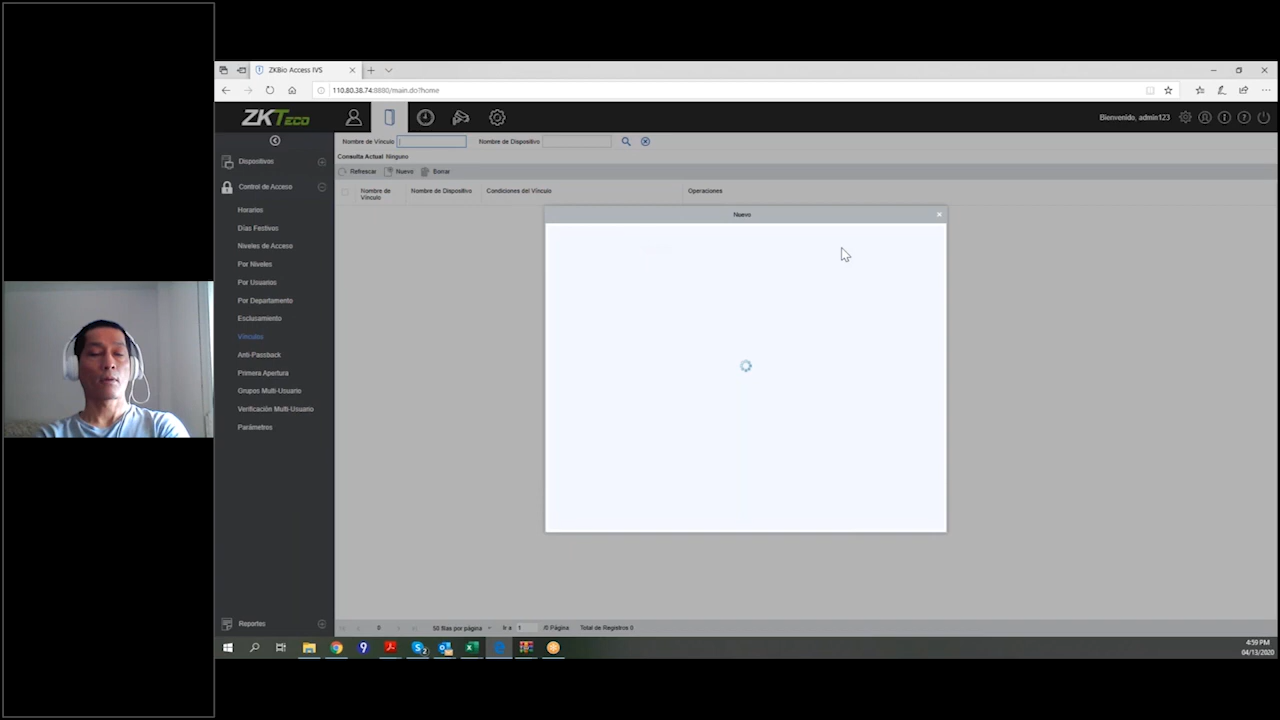 ZKBio Access IVS
110.80.38.74:8880/main.do?home
ZKTeco
Bienvenido, admin123
Nombre de Vínculo
Nombre de Dispositivo
Consulta Actual Ninguno
Refrescar Nuevo Borrar
Nombre de Vínculo
Nombre de Dispositivo
Condiciones del Vínculo
Operaciones
Dispositivos
Control de Acceso
Horarios
Días Festivos
Niveles de Acceso
Por Niveles
Por Usuarios
Por Departamento
Esclusamiento
Vínculos
Anti-Passback
Primera Apertura
Grupos Multi-Usuario
Verificación Multi-Usuario
Parámetros
Reportes
Nuevo
0
50 filas por página
Ir a 1 /0 Página
Total de Registros 0
4:59 PM
04/13/2020